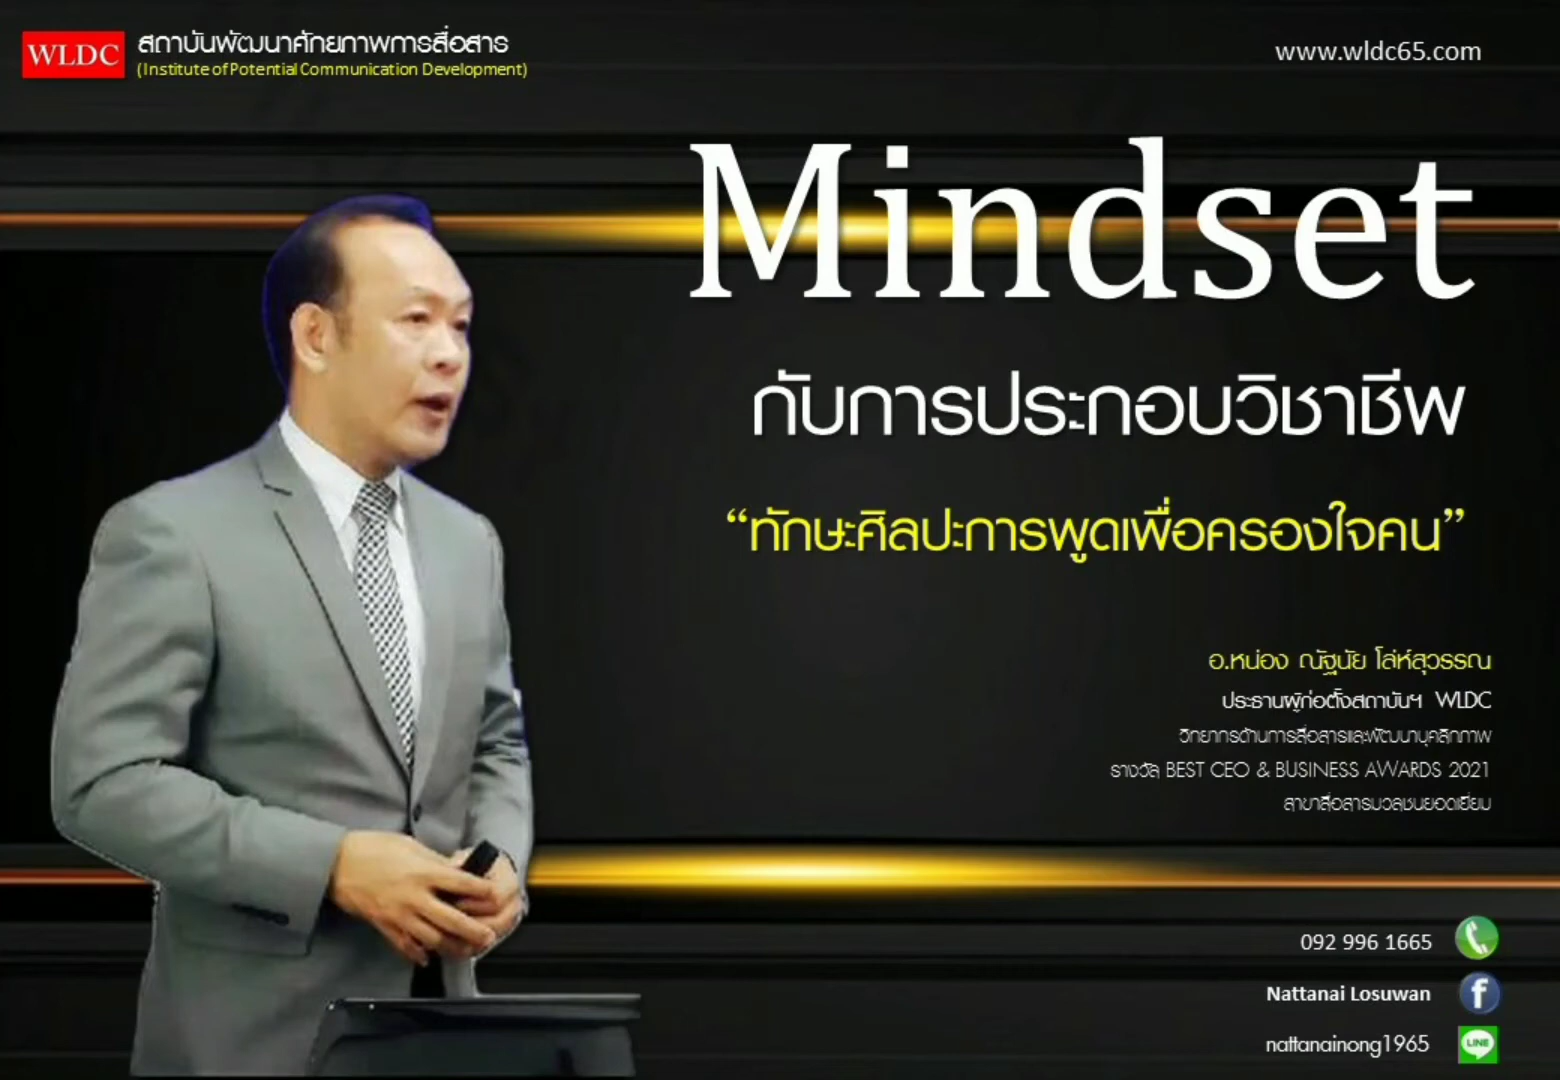 WLDC
สถาบันพัฒนาศักยภาพการสื่อสาร
(Institute of Potential Communication Development)
www.wldc65.com
Mindset
กับการประกอบวิชาชีพ
“ทักษะศิลปะการพูดเพื่อครองใจคน”
อ.หน่อง ณัฐนัย โล่ห์สุวรรณ
ประธานผู้ก่อตั้งสถาบันฯ WLDC
วิทยากรด้านการสื่อสารและพัฒนาบุคลิกภาพ
รางวัล BEST CEO & BUSINESS AWARDS 2021
สาขาสื่อสารมวลชนยอดเยี่ยม
092 996 1665
Nattanai Losuwan
nattanainong1965
LINE